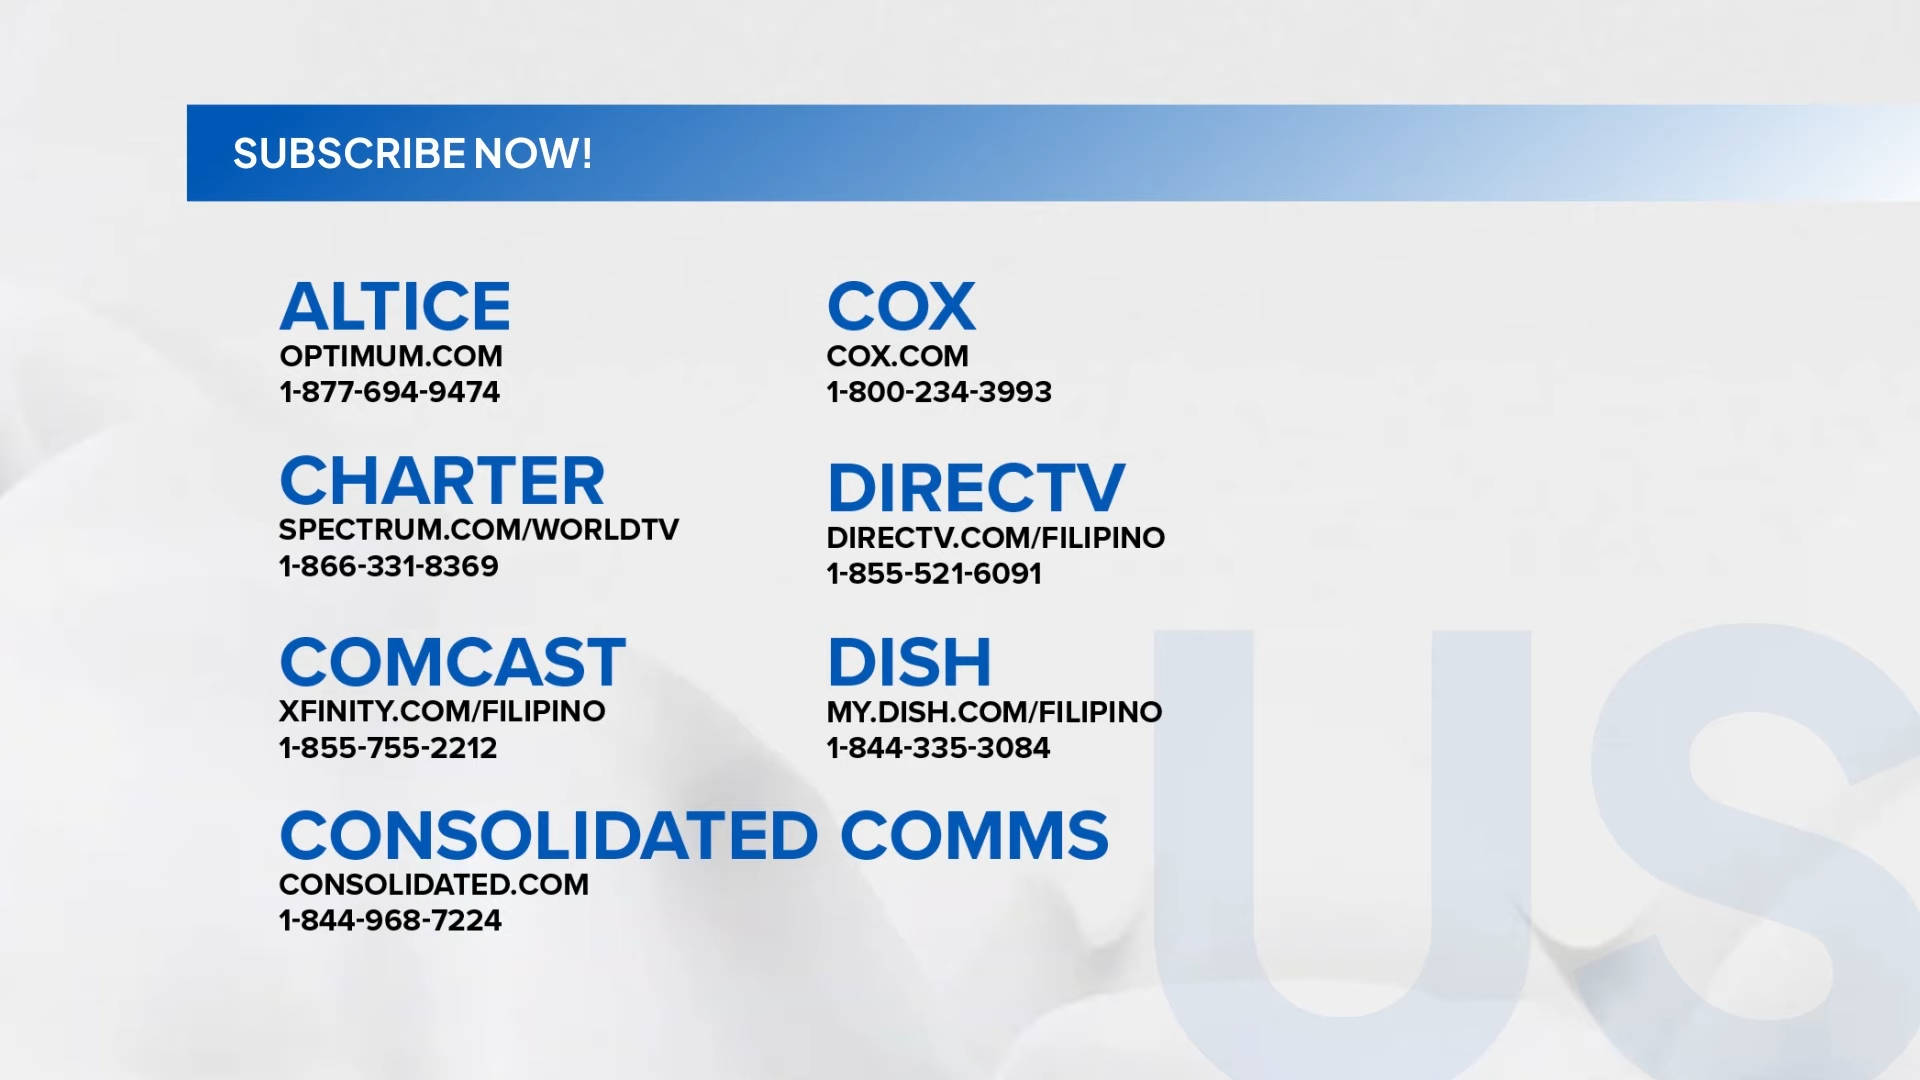 SUBSCRIBE NOW!
ALTICE
OPTIMUM.COM
1-877-694-9474
CHARTER
SPECTRUM.COM/WORLDTV
1-866-331-8369
COMCAST
XFINITY.COM/FILIPINO
1-855-755-2212
CONSOLIDATED COMMS
CONSOLIDATED.COM
1-844-968-7224
COX
COX.COM
1-800-234-3993
DIRECTV
DIRECTV.COM/FILIPINO
1-855-521-6091
DISH
MY.DISH.COM/FILIPINO
1-844-335-3084
US